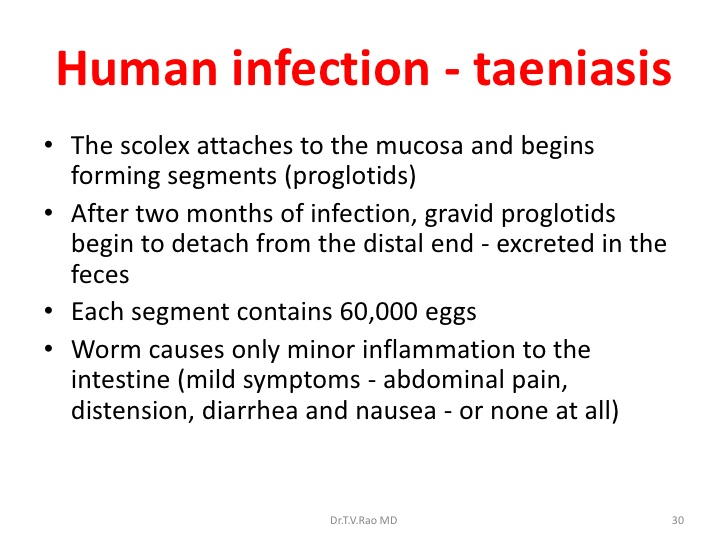 Human infection - taeniasis
• The scolex attaches to the mucosa and begins
forming segments (proglotids)
• After two months of infection, gravid proglotids
begin to detach from the distal end - excreted in the
feces
• Each segment contains 60,000 eggs
• Worm causes only minor inflammation to the
intestine (mild symptoms - abdominal pain,
distension, diarrhea and nausea - or none at all)
Dr.T.V.Rao MD
30